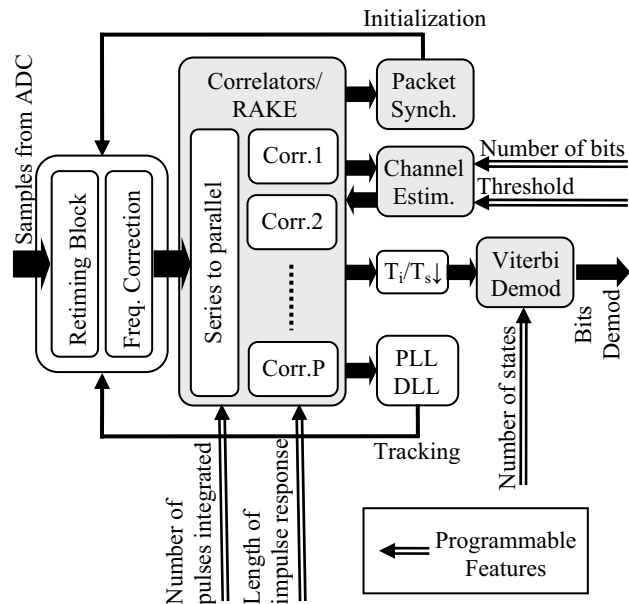 Initialization
Samples from ADC
Retiming Block
Freq. Correction
Correlators/
RAKE
Series to parallel
Corr.1
Corr.2
Corr.P
Packet
Synch.
Channel
Estim.
Number of bits
Threshold
Ti/Ts↓
Viterbi
Demod
Bits
Demod
PLL
DLL
Tracking
Number of states
Number of
pulses integrated
Length of
impulse response
Programmable
Features